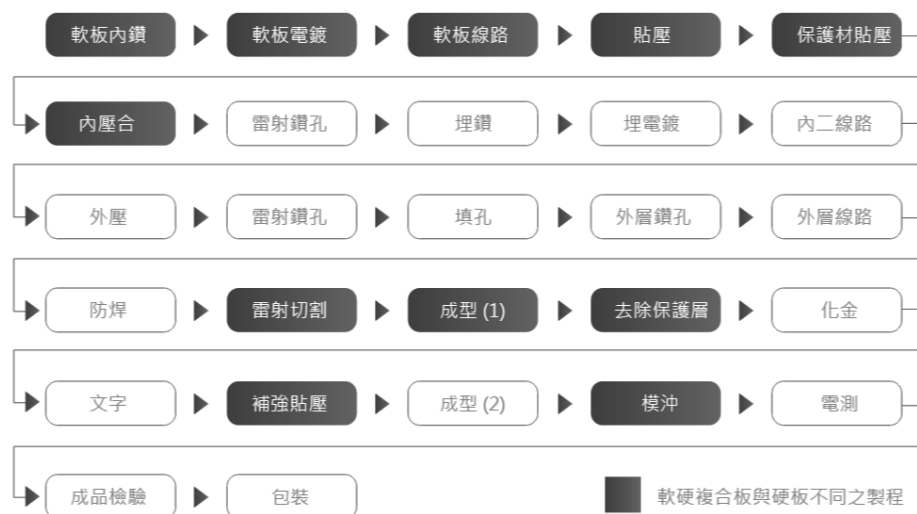 軟板內鑽 軟板電鍍 軟板線路 貼壓 保護材貼壓
內壓合 雷射鑽孔 埋鑽 埋電鍍 內二線路
外壓 雷射鑽孔 填孔 外層鑽孔 外層線路
防焊 雷射切割 成型 (1) 去除保護層 化金
文字 補強貼壓 成型 (2) 模沖 電測
成品檢驗 包裝 軟硬複合板與硬板不同之製程